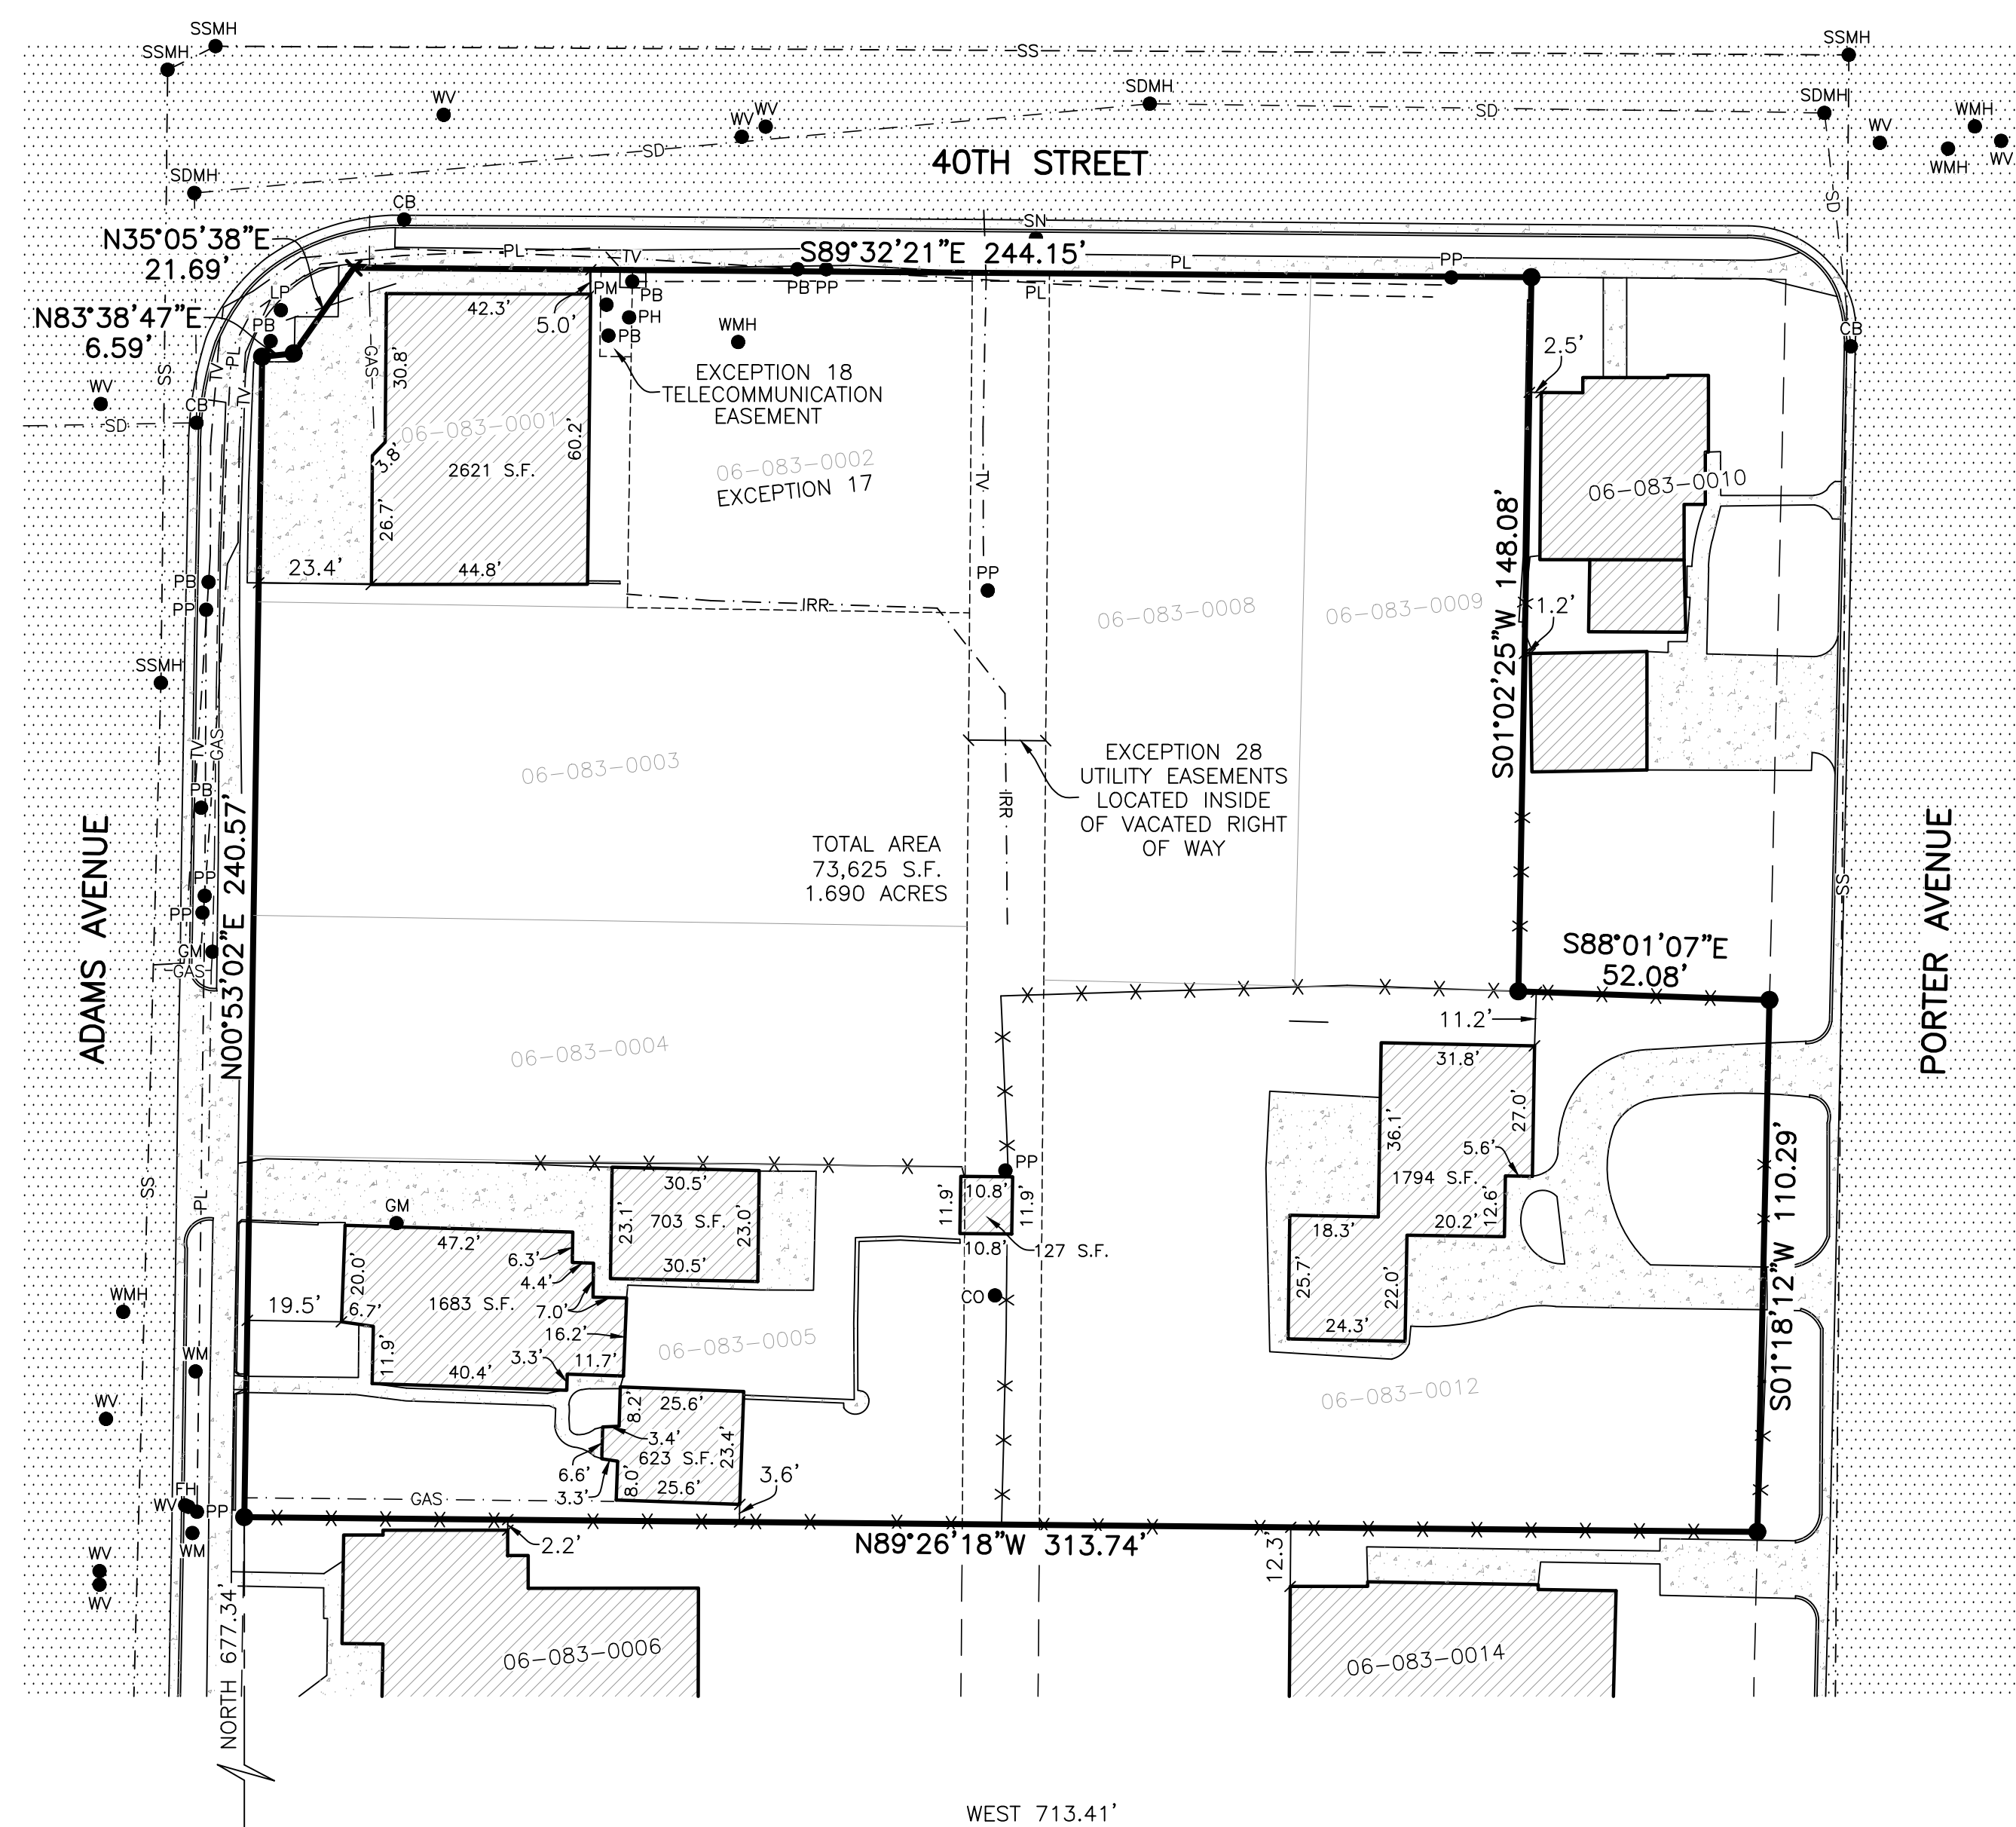 SSMH
SSMH
SS
SSMH
WV
WV
WV
SDMH
SD
SDMH
WV
WMH
WMH
WV
SD
SDMH
40TH STREET
SD
CB
SN
N35°05'38"E
21.69'
PL
TV
S89°32'21"E 244.15'
PL
PP
PL
LP
PB
PM
PB
PH
PB
PB
PP
WMH
N83°38'47"E
6.59'
42.3'
5.0'
CB
2.5'
SS
TV
PL
TV
GAS
30.8'
WV
CB
SD
EXCEPTION 18
TELECOMMUNICATION
EASEMENT
06-083-0001
3.8'
60.2'
2621 S.F.
26.7'
44.8'
23.4'
06-083-0002
EXCEPTION 17
TV
PP
06-083-0010
S01°02'25"W 148.08'
1.2'
PB
PP
IRR
06-083-0008
06-083-0009
SSMH
TV
GAS
06-083-0003
IRR
EXCEPTION 28
UTILITY EASEMENTS
LOCATED INSIDE
OF VACATED RIGHT
OF WAY
PB
TOTAL AREA
73,625 S.F.
1.690 ACRES
PP
PP
GM
GAS
ADAMS AVENUE
N00°53'02"E 240.57'
SS
PORTER AVENUE
S88°01'07"E
52.08'
06-083-0004
11.2'
31.8'
36.1'
27.0'
5.6'
1794 S.F.
12.6'
20.2'
18.3'
25.7'
22.0'
24.3'
S01°18'12"W 110.29'
SS
PL
PP
GM
30.5'
23.1'
703 S.F.
23.0'
30.5'
11.9'
10.8'
11.9'
10.8'
127 S.F.
CO
47.2'
6.3'
4.4'
20.0'
1683 S.F.
7.0'
19.5'
6.7'
16.2'
11.9'
3.3'
11.7'
40.4'
WMH
WM
WV
06-083-0005
06-083-0012
8.2'
25.6'
3.4'
623 S.F.
23.4'
6.6'
8.0'
3.3'
25.6'
3.6'
GAS
FH
WV
PP
WM
WV
WV
N89°26'18"W 313.74'
2.2'
12.3'
06-083-0006
06-083-0014
NORTH 677.34'
WEST 713.41'